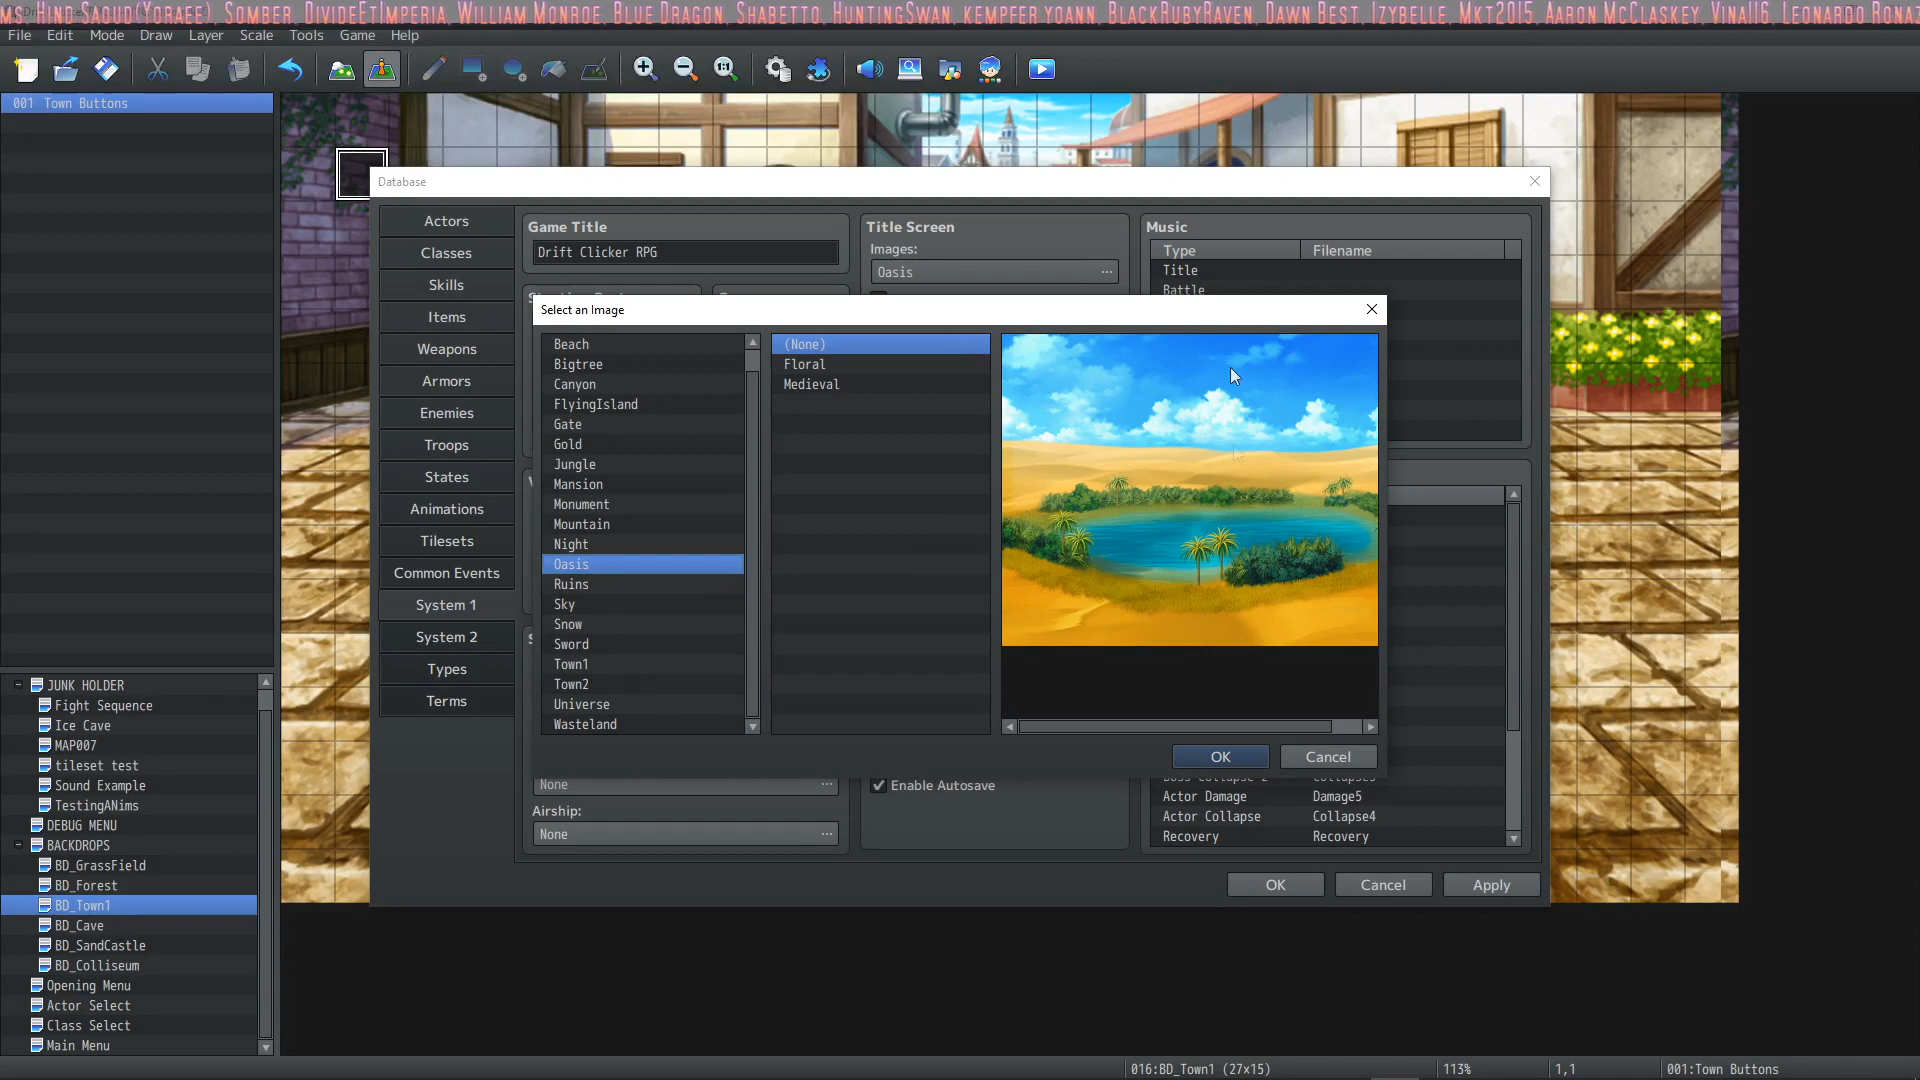 HuntSquid (Yoraee), Somber, DivideEtImperia, William Monroe, Blue Dragon, Shabetto, HuntingSwan, kempeer yoann, BlackRubyRaven, Dawn Best, Izybelle, Mkt2015, Aaron McClaskey, Vina116, Leonardo
File Edit Mode Draw Layer Scale Tools Game Help
001 Town Buttons
Database
Actors
Classes
Skills
Items
Weapons
Armors
Enemies
Troops
States
Animations
Tilesets
Common Events
System 1
System 2
Types
Terms
Game Title
Drift Clicker RPG
Title Screen
Images:
Oasis
Music
Type Filename
Title
Battle
Select an Image
Beach
Bigtree
Canyon
FlyingIsland
Gate
Gold
Jungle
Mansion
Monument
Mountain
Night
Oasis
Ruins
Sky
Snow
Sword
Town1
Town2
Universe
Wasteland
(None)
Floral
Medieval
OK Cancel
None
Airship:
None
Enable Autosave
Actor Damage Damage5
Actor Collapse Collapse4
Recovery Recovery
OK Cancel Apply
JUNK HOLDER
Fight Sequence
Ice Cave
MAP007
tileset test
Sound Example
TestingANims
DEBUG MENU
BACKDROPS
BD_GrassField
BD_Forest
BD_Town1
BD_Cave
BD_SandCastle
BD_Colliseum
Opening Menu
Actor Select
Class Select
Main Menu
016:BD_Town1 (27×15) 113% 1,1 001:Town Buttons